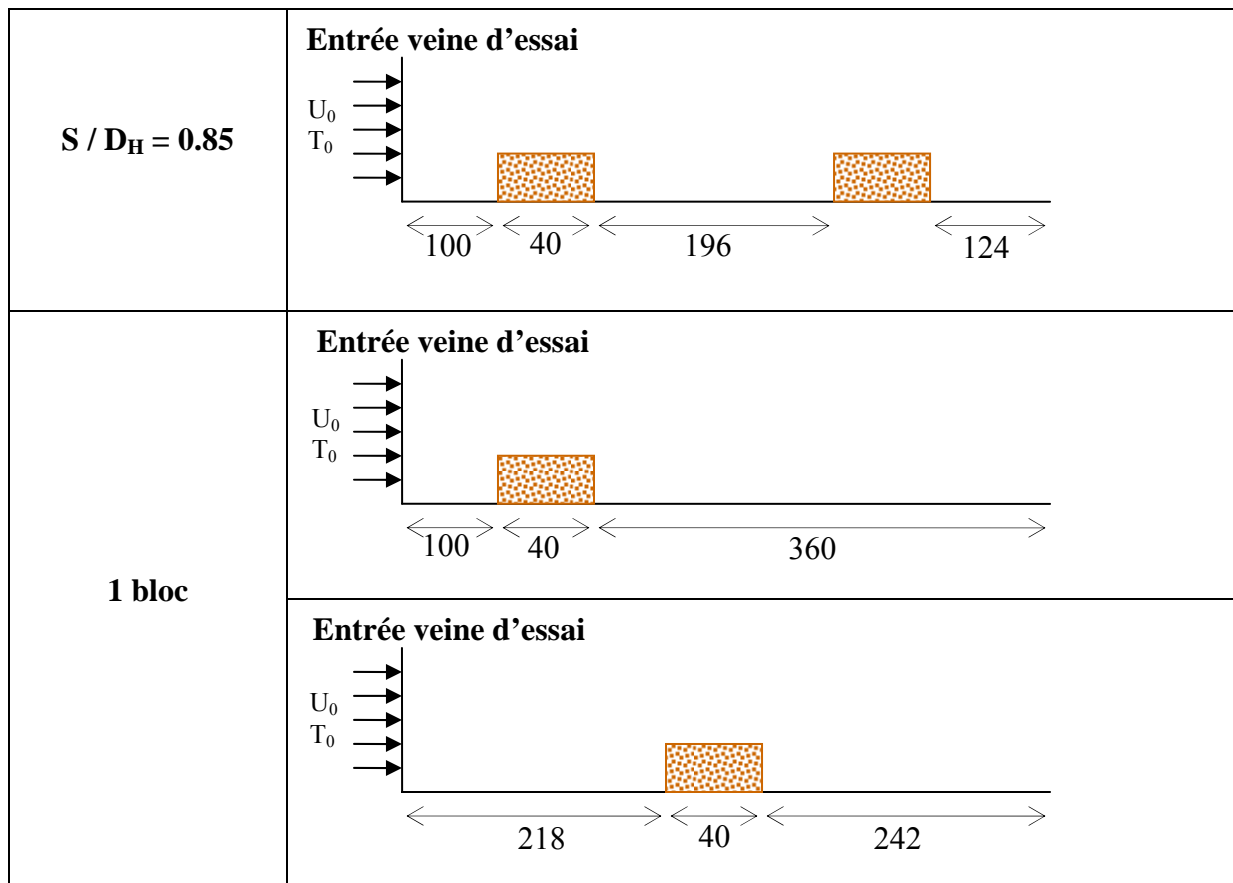 S / D_H = 0.85
Entrée veine d’essai
U₀
T₀
100 40 196 124
1 bloc
Entrée veine d’essai
U₀
T₀
100 40 360
Entrée veine d’essai
U₀
T₀
218 40 242